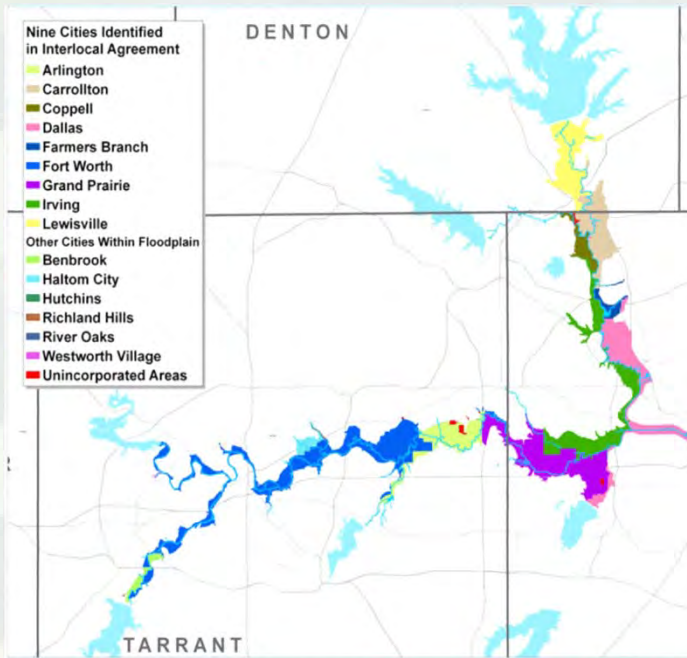 DENTON
Nine Cities Identified
in Interlocal Agreement
Arlington
Carrollton
Coppell
Dallas
Farmers Branch
Fort Worth
Grand Prairie
Irving
Lewisville
Other Cities Within Floodplain
Benbrook
Haltom City
Hutchins
Richland Hills
River Oaks
Westworth Village
Unincorporated Areas
TARRANT